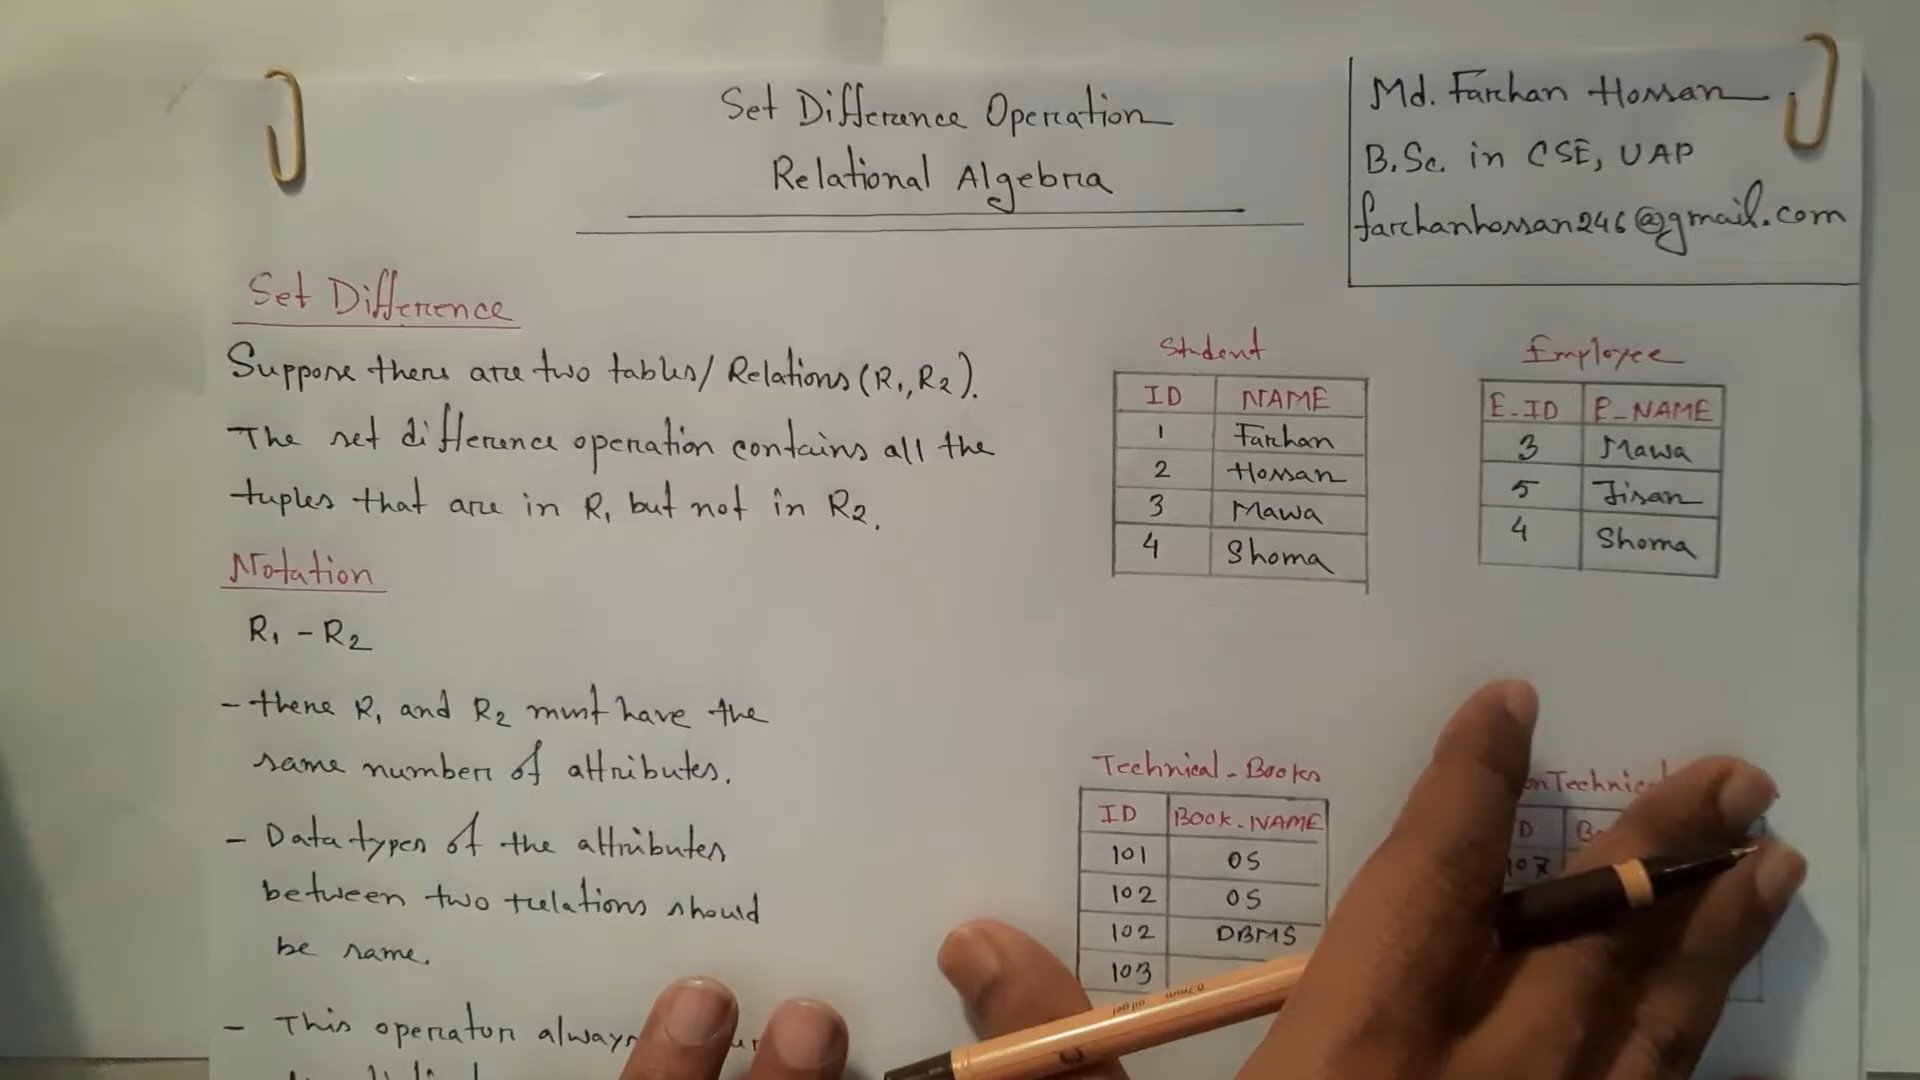 Set Difference Operation
Relational Algebra
Md. Farhan Hossan
B.Sc. in CSE, UAP
farhanhossan246@gmail.com
Set Difference
Suppose there are two tables/Relations (R1, R2).
The set difference operation contains all the
tuples that are in R1 but not in R2.
Notation
R1 - R2
- there R1 and R2 must have the
same number of attributes.
- Data types of the attributes
between two relations should
be same.
- This operator always
Student
ID NAME
1 Farhan
2 Hossan
3 Mawa
4 Shoma
Employee
E_ID E_NAME
3 Mawa
5 Jisan
4 Shoma
Technical_Books
ID BOOK_NAME
101 OS
102 OS
102 DBMS
103
107
0.7mm